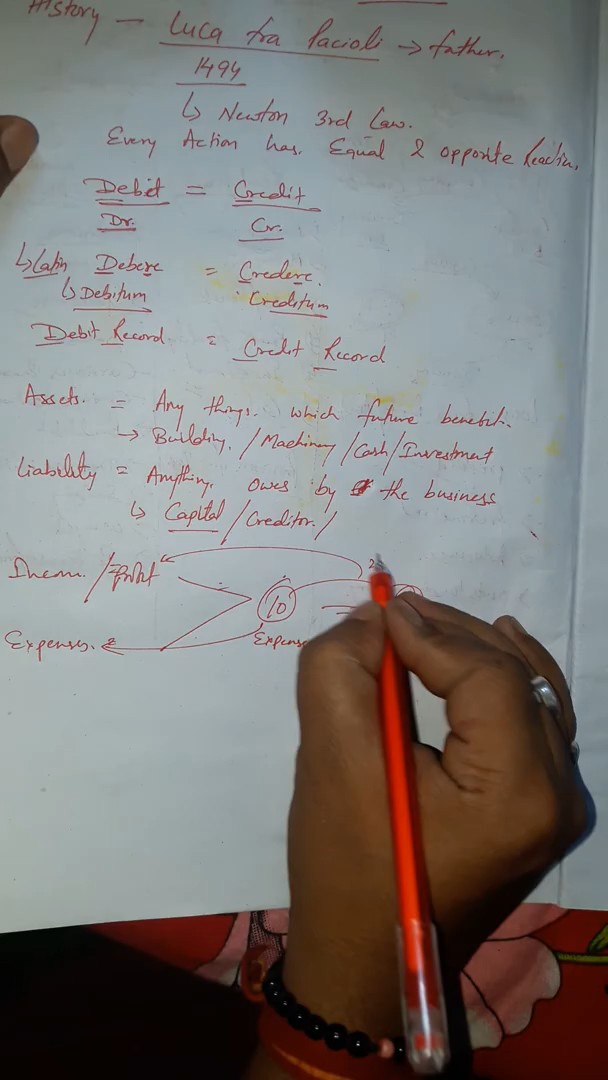 History - Luca fra Pacioli → father.
1494
↳ Newton 3rd Law.
Every Action has. Equal & opposite Reaction.
Debit = Credit
Dr. Cr.
↳ Latin Debere = Credere.
↳ Debitum Creditum
Debit Record = Credit Record
Assets. = Any things. which future benefit.
→ Building. / Machinery / Cash / Investment
Liability = Anything. owes by the business
↳ Capital / Creditor. /
Incom. / Profit
10
Expenses.
Expense